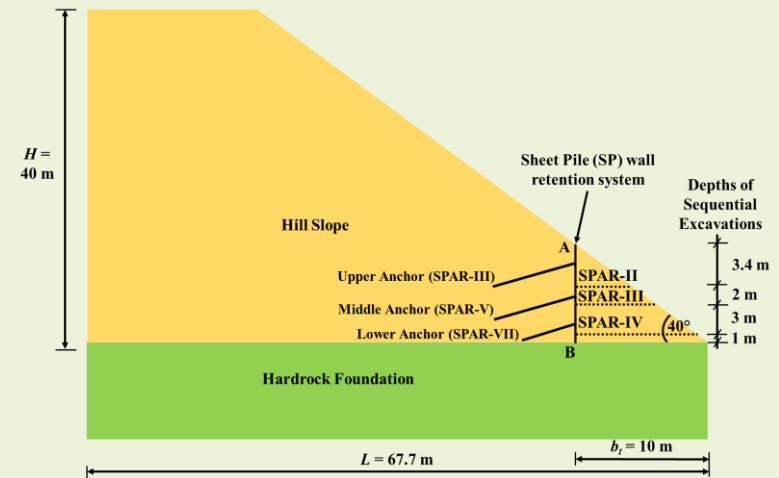 H =
40 m
Sheet Pile (SP) wall
retention system
Depths of
Sequential
Excavations
Hill Slope
A
3.4 m
Upper Anchor (SPAR-III)
SPAR-II
2 m
Middle Anchor (SPAR-V)
SPAR-III
3 m
Lower Anchor (SPAR-VII)
SPAR-IV
40°
1 m
B
Hardrock Foundation
bt = 10 m
L = 67.7 m